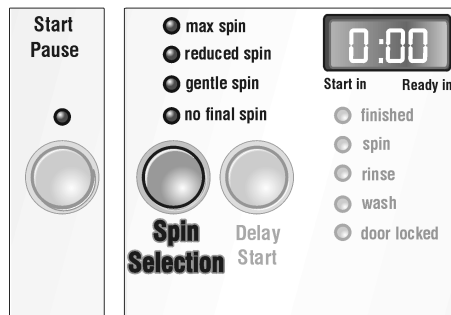 Start
Pause
max spin
reduced spin
gentle spin
no final spin
Spin
Selection
Delay
Start
0:00
Start in Ready in
finished
spin
rinse
wash
door locked